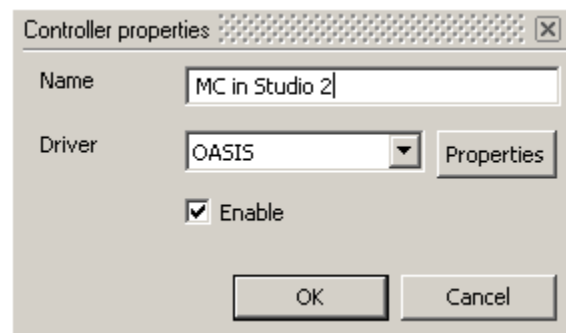 Controller properties
Name
MC in Studio 2
Driver
OASIS
Properties
Enable
OK
Cancel